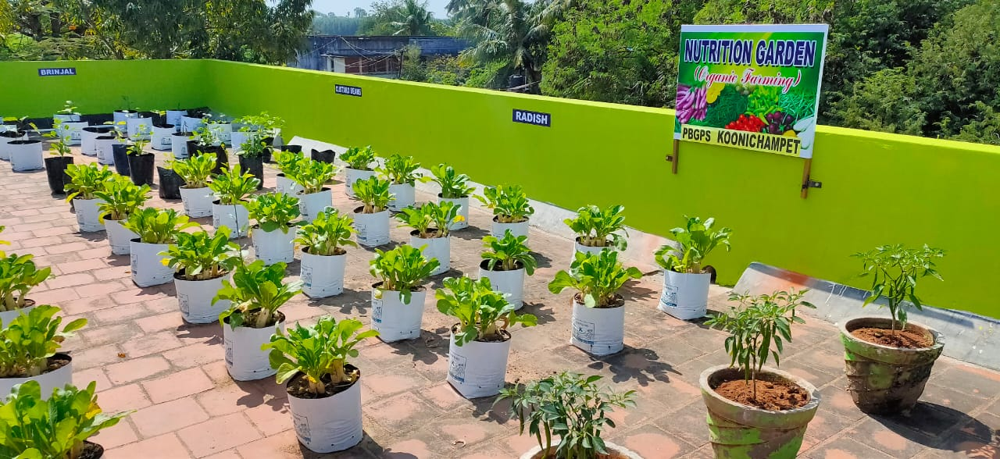 BRINJAL
CUSTARD BEANS
RADISH
NUTRITION GARDEN
(Organic Farming)
PBGPS KOONICHAMPET